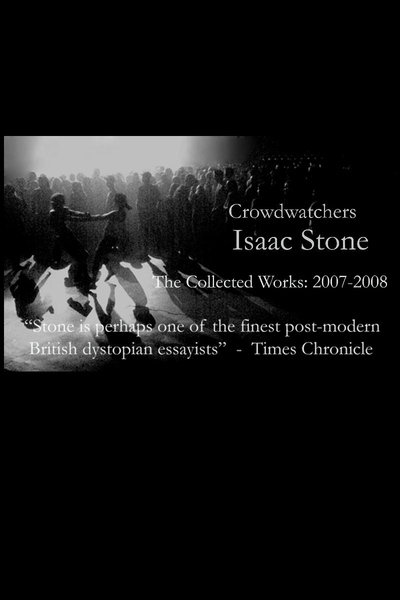 Crowdwatchers
Isaac Stone
The Collected Works: 2007-2008
“Stone is perhaps one of the finest post-modern
British dystopian essayists” - Times Chronicle